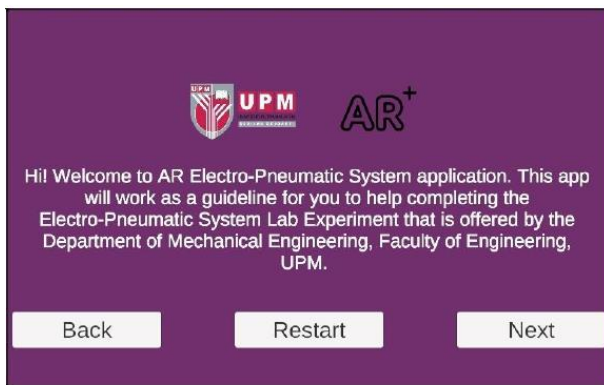 UPM
AR+
Hi! Welcome to AR Electro-Pneumatic System application. This app
will work as a guideline for you to help completing the
Electro-Pneumatic System Lab Experiment that is offered by the
Department of Mechanical Engineering, Faculty of Engineering,
UPM.
Back
Restart
Next